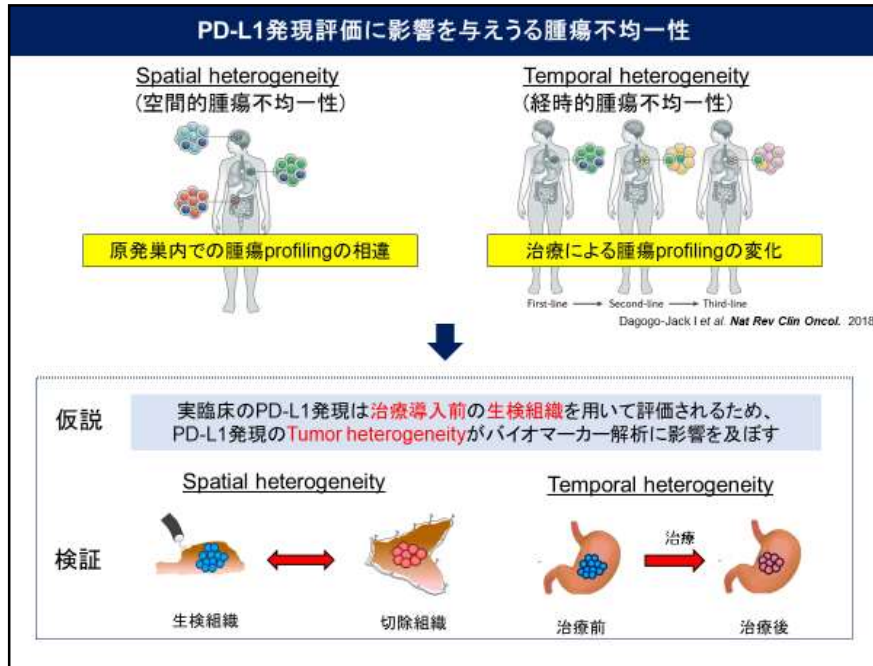 PD-L1発現評価に影響を与えうる腫瘍不均一性
Spatial heterogeneity
(空間的腫瘍不均一性)
Temporal heterogeneity
(経時的腫瘍不均一性)
原発巣内での腫瘍profilingの相違
治療による腫瘍profilingの変化
First-line → Second-line → Third-line
Dagogo-Jack I et al. Nat Rev Clin Oncol. 2018
仮説
実臨床のPD-L1発現は治療導入前の生検組織を用いて評価されるため、
PD-L1発現のTumor heterogeneityがバイオマーカー解析に影響を及ぼす
Spatial heterogeneity
Temporal heterogeneity
検証
治療
生検組織
切除組織
治療前
治療後